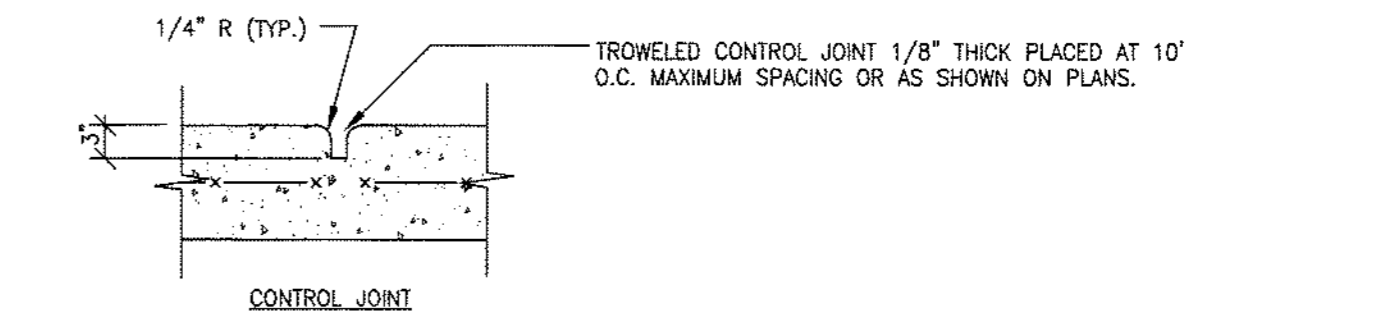 1/4" R (TYP.)
TROWELED CONTROL JOINT 1/8" THICK PLACED AT 10'
O.C. MAXIMUM SPACING OR AS SHOWN ON PLANS.
3"
CONTROL JOINT